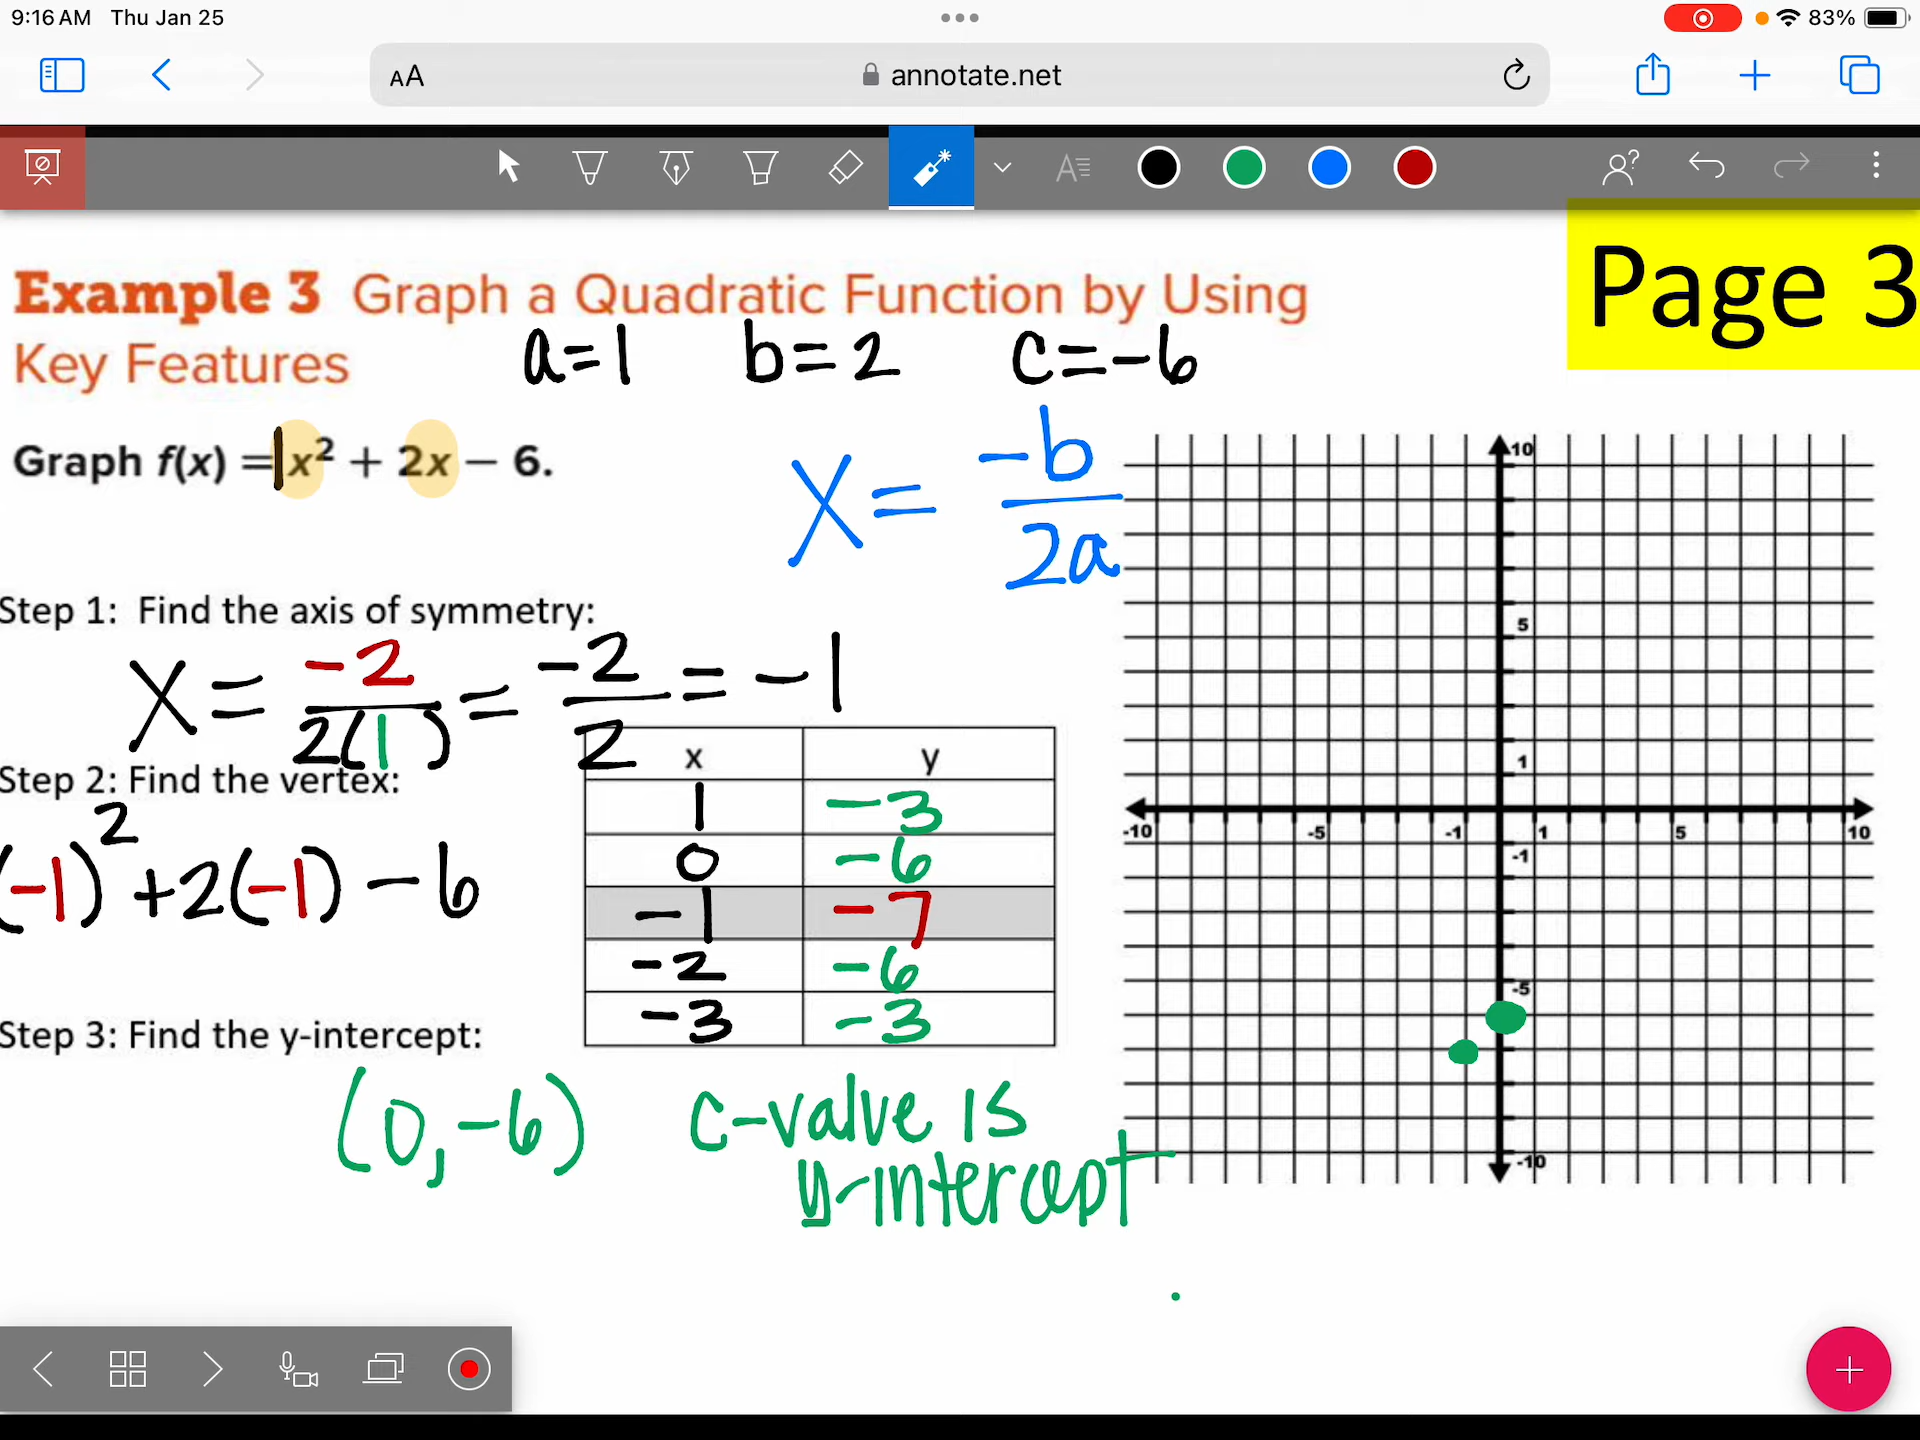 9:16 AM Thu Jan 25
83%
AA
annotate.net
Page 3
Example 3 Graph a Quadratic Function by Using
Key Features
a=1 b=2 c=-6
Graph f(x) = 1x² + 2x – 6.
X= -b/2a
Step 1: Find the axis of symmetry:
X = -2/2(1) = -2/2 = -1
Step 2: Find the vertex:
(-1)² +2(-1) -6
x y
1 -3
0 -6
-1 -7
-2 -6
-3 -3
Step 3: Find the y-intercept:
(0,-6)
c-value is
y-intercept
10
5
1
-10 -5 -1 1 5 10
-1
-5
-10